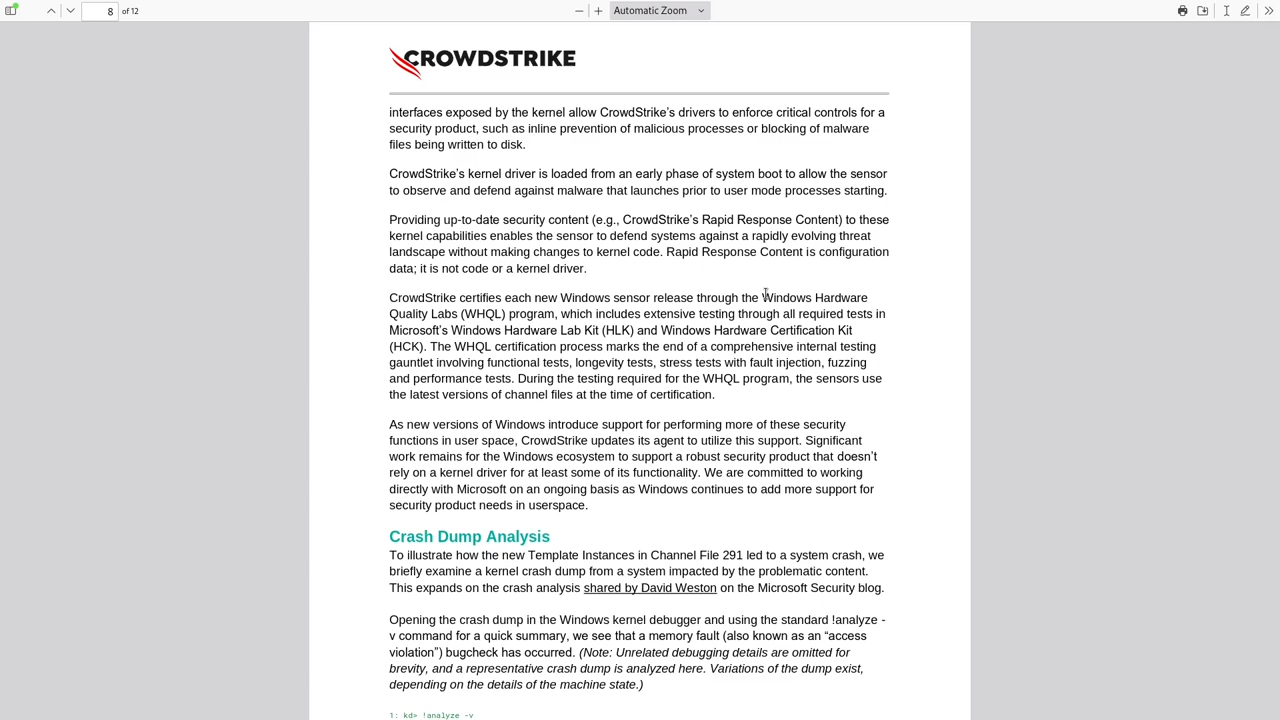 8 of 12
Automatic Zoom
CROWDSTRIKE
interfaces exposed by the kernel allow CrowdStrike’s drivers to enforce critical controls for a
security product, such as inline prevention of malicious processes or blocking of malware
files being written to disk.
CrowdStrike’s kernel driver is loaded from an early phase of system boot to allow the sensor
to observe and defend against malware that launches prior to user mode processes starting.
Providing up-to-date security content (e.g., CrowdStrike’s Rapid Response Content) to these
kernel capabilities enables the sensor to defend systems against a rapidly evolving threat
landscape without making changes to kernel code. Rapid Response Content is configuration
data; it is not code or a kernel driver.
CrowdStrike certifies each new Windows sensor release through the Windows Hardware
Quality Labs (WHQL) program, which includes extensive testing through all required tests in
Microsoft’s Windows Hardware Lab Kit (HLK) and Windows Hardware Certification Kit
(HCK). The WHQL certification process marks the end of a comprehensive internal testing
gauntlet involving functional tests, longevity tests, stress tests with fault injection, fuzzing
and performance tests. During the testing required for the WHQL program, the sensors use
the latest versions of channel files at the time of certification.
As new versions of Windows introduce support for performing more of these security
functions in user space, CrowdStrike updates its agent to utilize this support. Significant
work remains for the Windows ecosystem to support a robust security product that doesn’t
rely on a kernel driver for at least some of its functionality. We are committed to working
directly with Microsoft on an ongoing basis as Windows continues to add more support for
security product needs in userspace.
Crash Dump Analysis
To illustrate how the new Template Instances in Channel File 291 led to a system crash, we
briefly examine a kernel crash dump from a system impacted by the problematic content.
This expands on the crash analysis shared by David Weston on the Microsoft Security blog.
Opening the crash dump in the Windows kernel debugger and using the standard !analyze -
v command for a quick summary, we see that a memory fault (also known as an “access
violation”) bugcheck has occurred. (Note: Unrelated debugging details are omitted for
brevity, and a representative crash dump is analyzed here. Variations of the dump exist,
depending on the details of the machine state.)
1: kd> !analyze -v